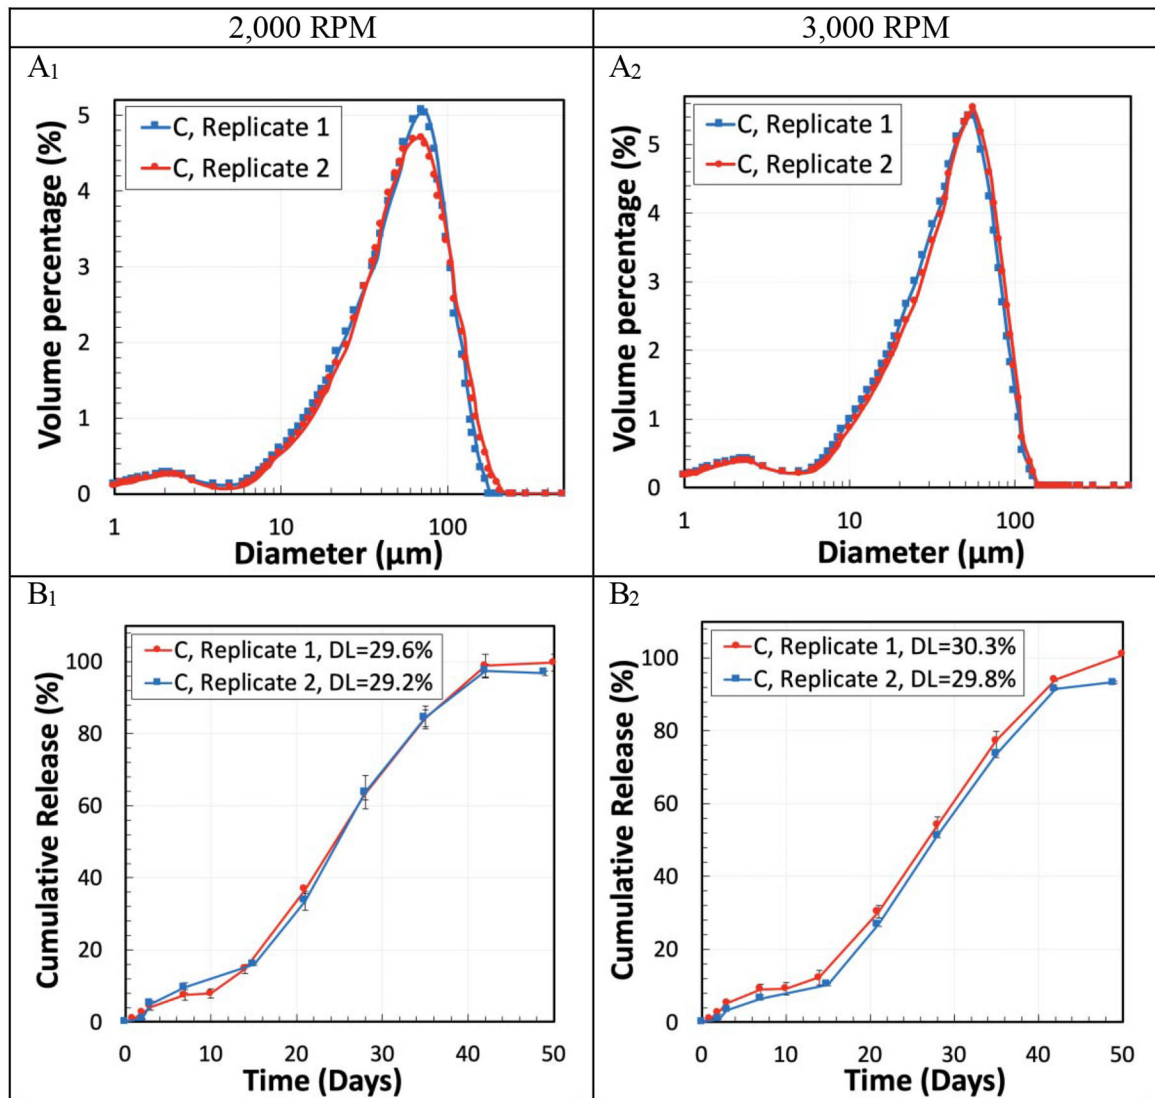 2,000 RPM
3,000 RPM
A1
C, Replicate 1
C, Replicate 2
Volume percentage (%)
5
4
3
2
1
0
1
10
100
Diameter (μm)
A2
C, Replicate 1
C, Replicate 2
Volume percentage (%)
5
4
3
2
1
0
1
10
100
Diameter (μm)
B1
C, Replicate 1, DL=29.6%
C, Replicate 2, DL=29.2%
Cumulative Release (%)
100
80
60
40
20
0
0
10
20
30
40
50
Time (Days)
B2
C, Replicate 1, DL=30.3%
C, Replicate 2, DL=29.8%
Cumulative Release (%)
100
80
60
40
20
0
0
10
20
30
40
50
Time (Days)